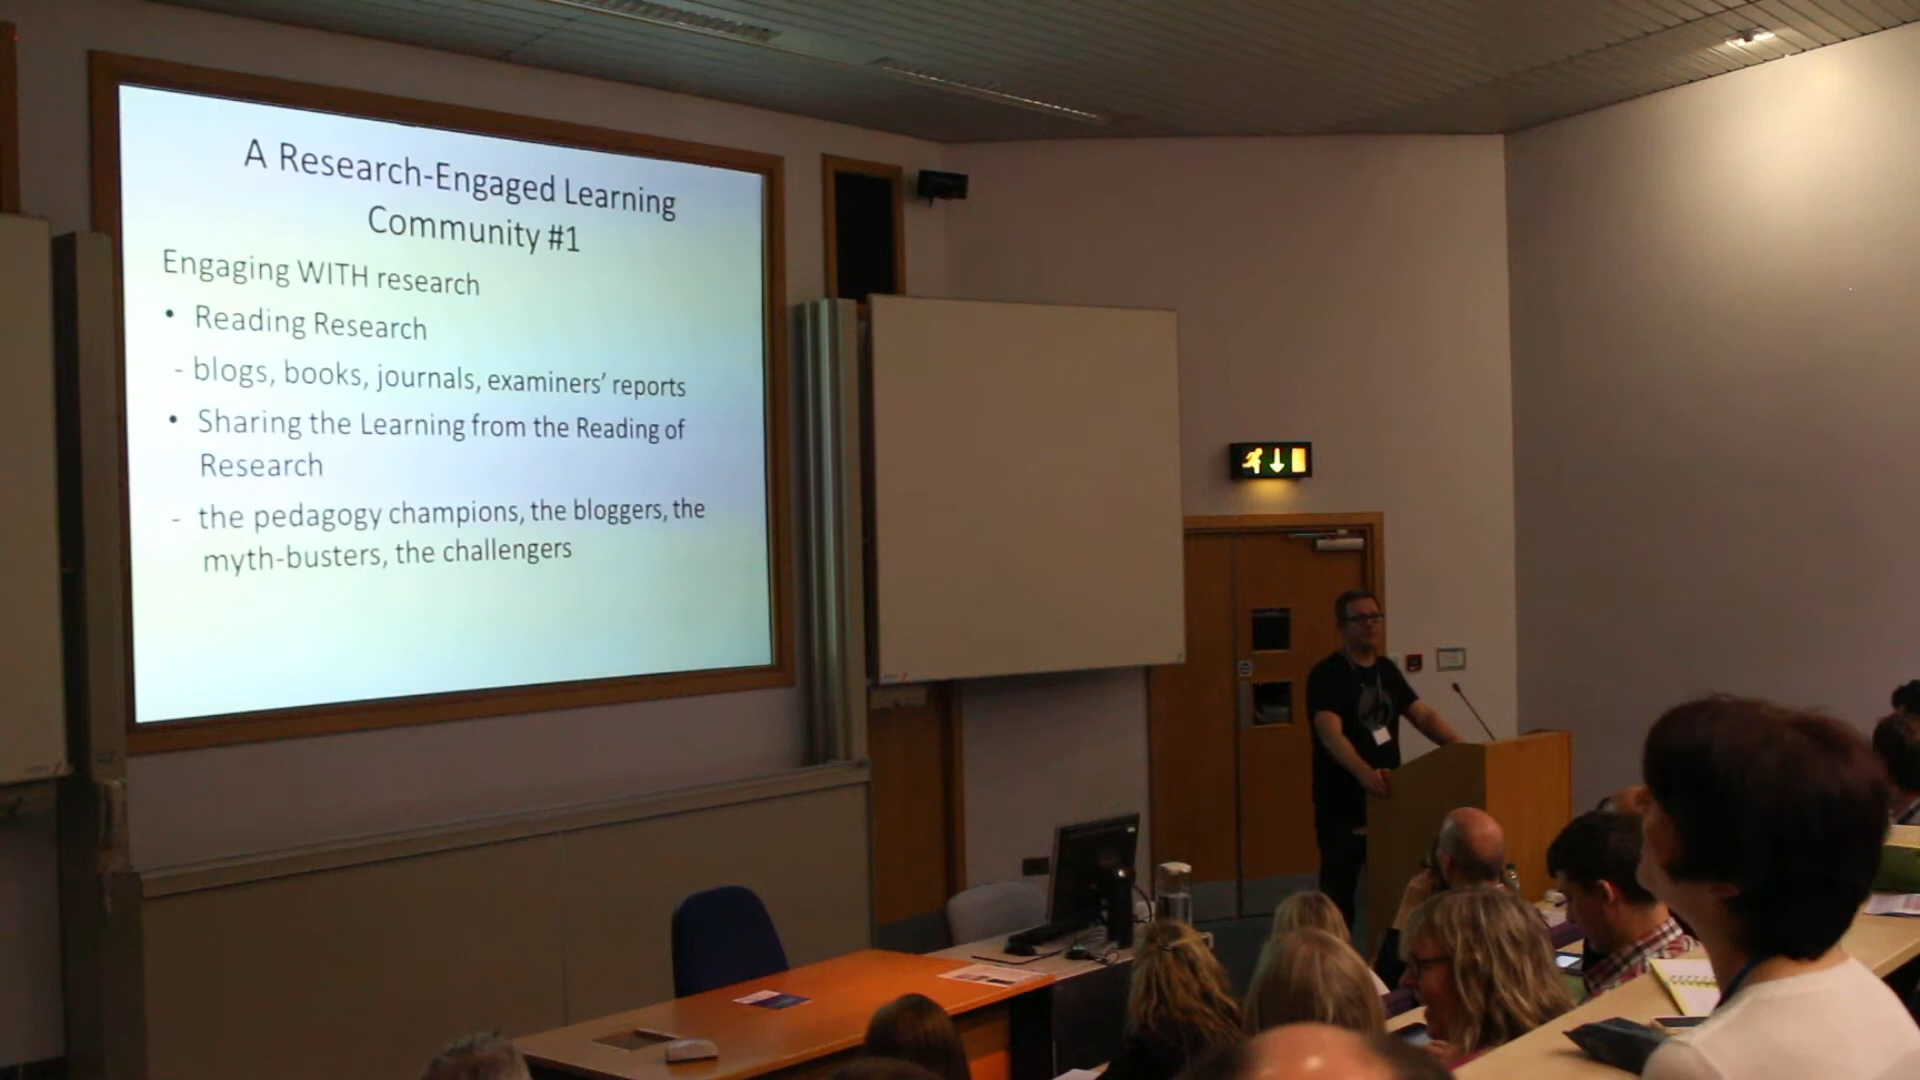 A Research-Engaged Learning
Community #1
Engaging WITH research
• Reading Research
- blogs, books, journals, examiners’ reports
• Sharing the Learning from the Reading of
Research
- the pedagogy champions, the bloggers, the
myth-busters, the challengers